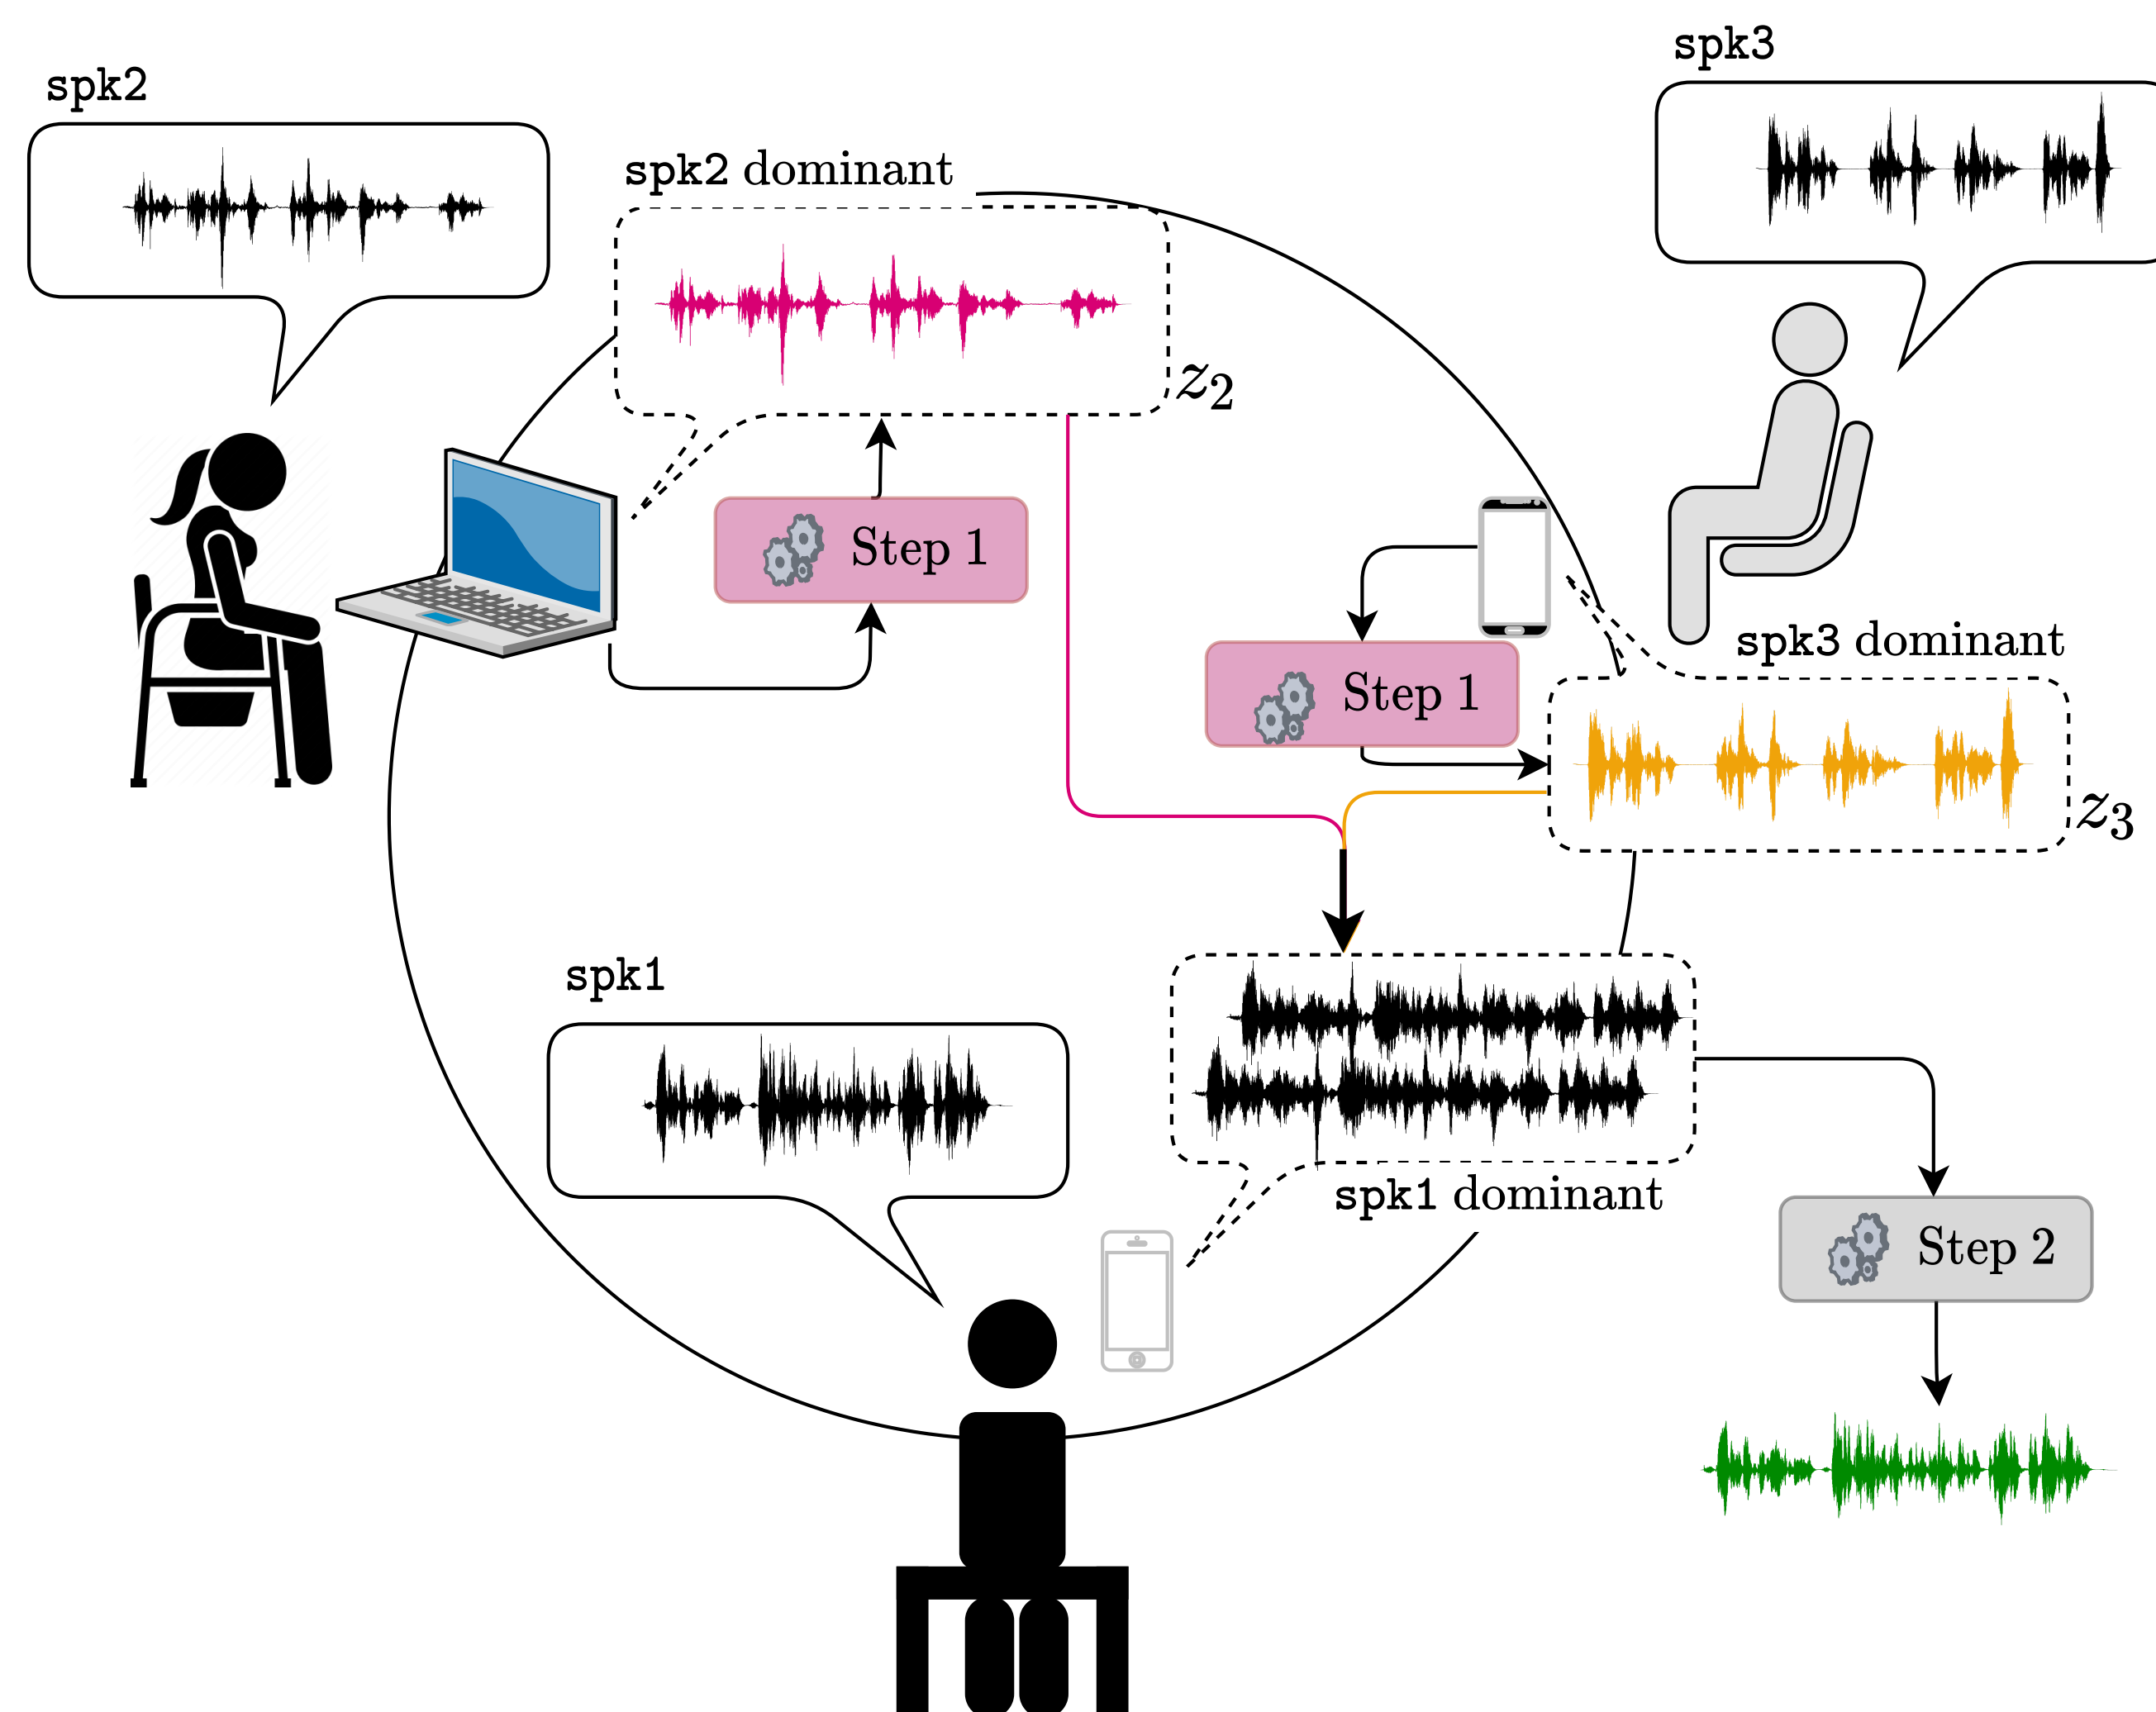 spk3
spk2
spk2 dominant
z2
Step 1
spk3 dominant
Step 1
z3
spk1
spk1 dominant
Step 2